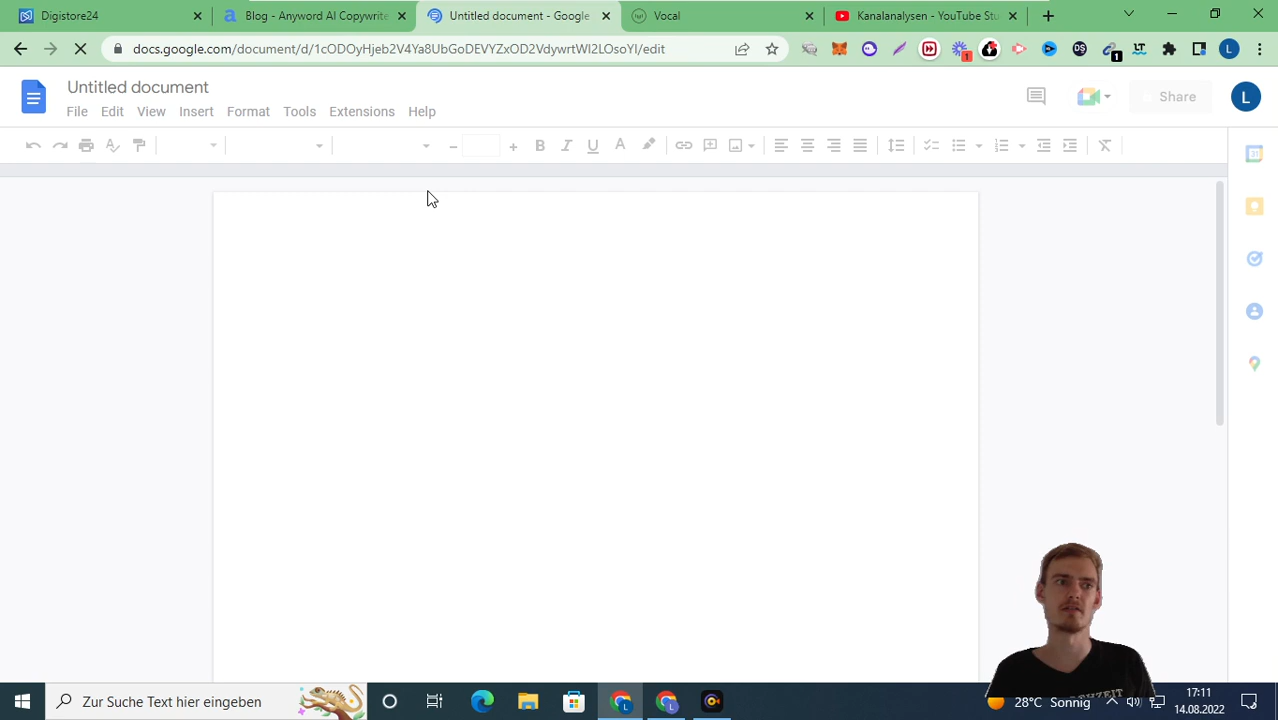 Digistore24
Blog - Anyword AI Copywrite
Untitled document - Google
Vocal
Kanalanalysen - YouTube Stu
docs.google.com/document/d/1cODOyHjeb2V4Ya8UbGoDEVYZxOD2VdywrtWI2LOsoYI/edit
Untitled document
Share
L
File Edit View Insert Format Tools Extensions Help
Zur Suche Text hier eingeben
28°C Sonnig
17:11
14.08.2022